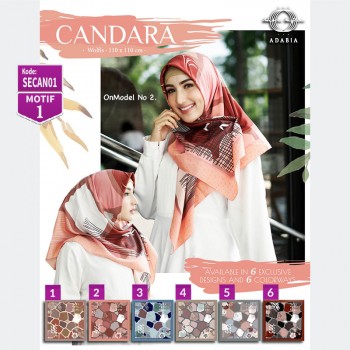 CANDARA
Wollis - 110 x 110 cm
ADABIA
Kode:
SECAN01
MOTIF
1
OnModel No 2.
AVAILABLE IN 6 EXCLUSIVE
DESIGNS AND 6 COLORWAYS
1 2 3 4 5 6